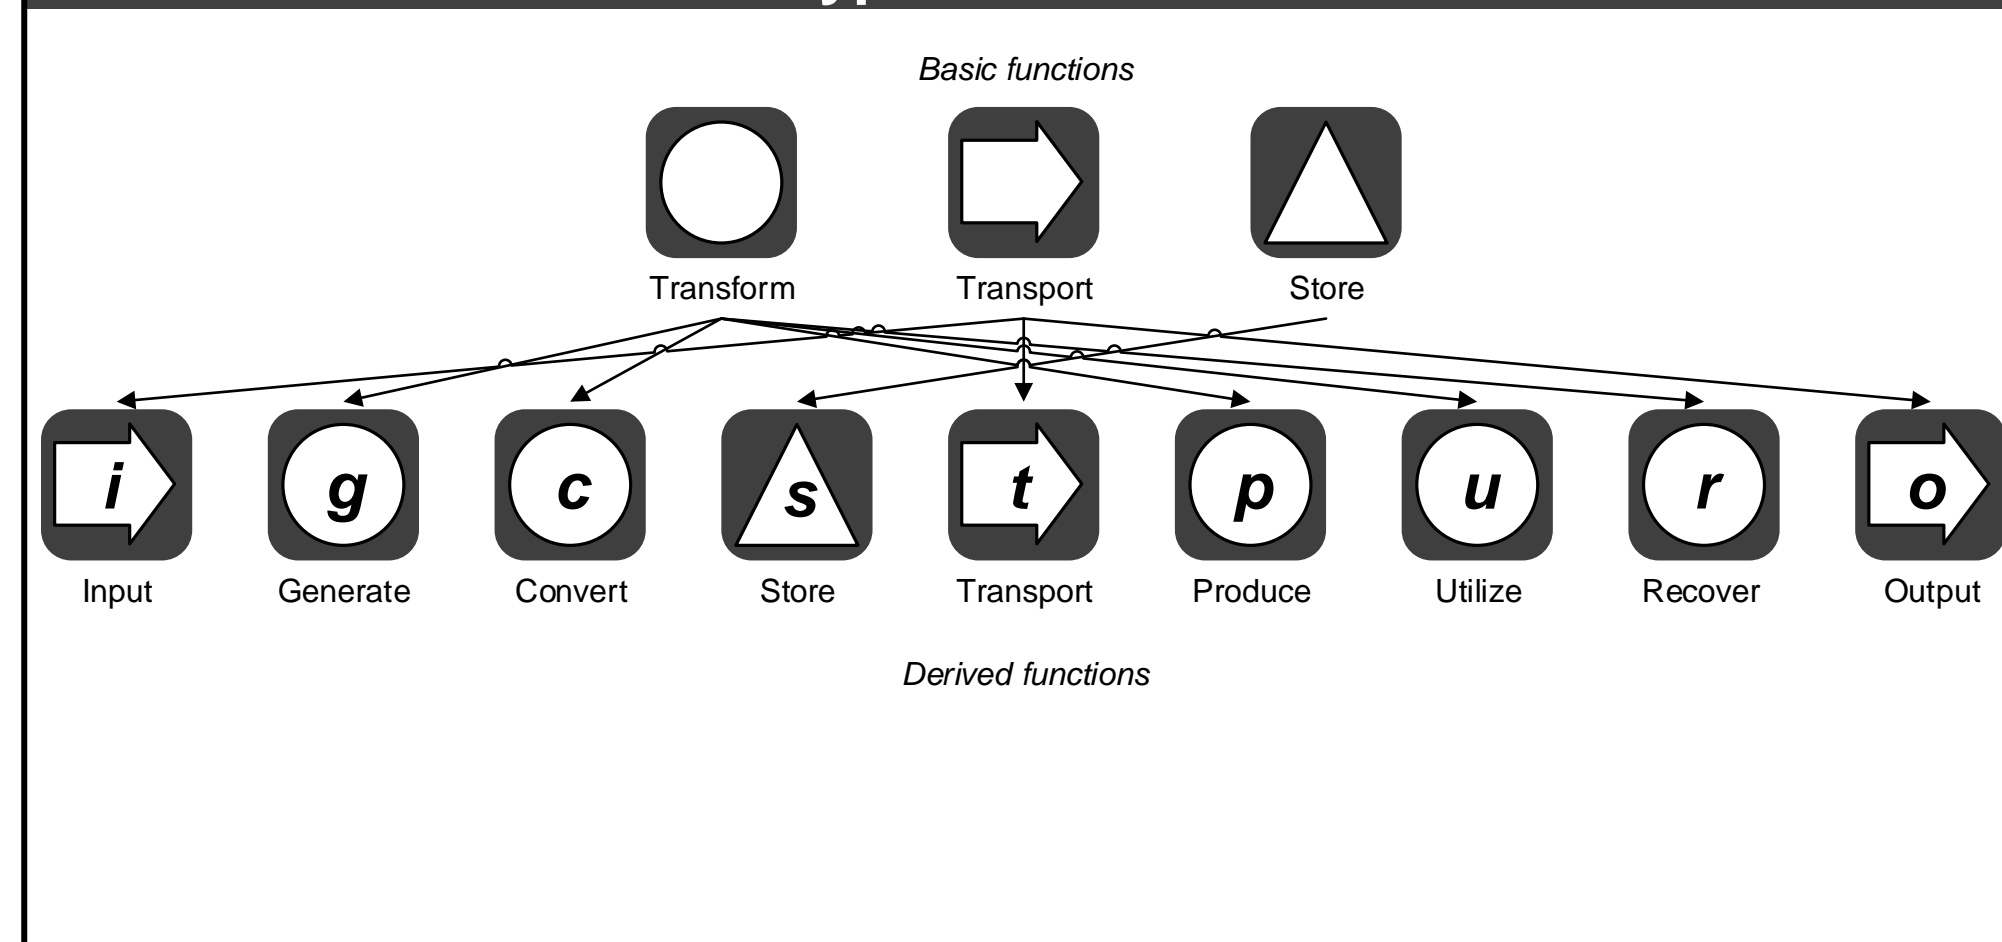 Basic functions
Transform Transport Store
i g c s t p u r o
Input Generate Convert Store Transport Produce Utilize Recover Output
Derived functions